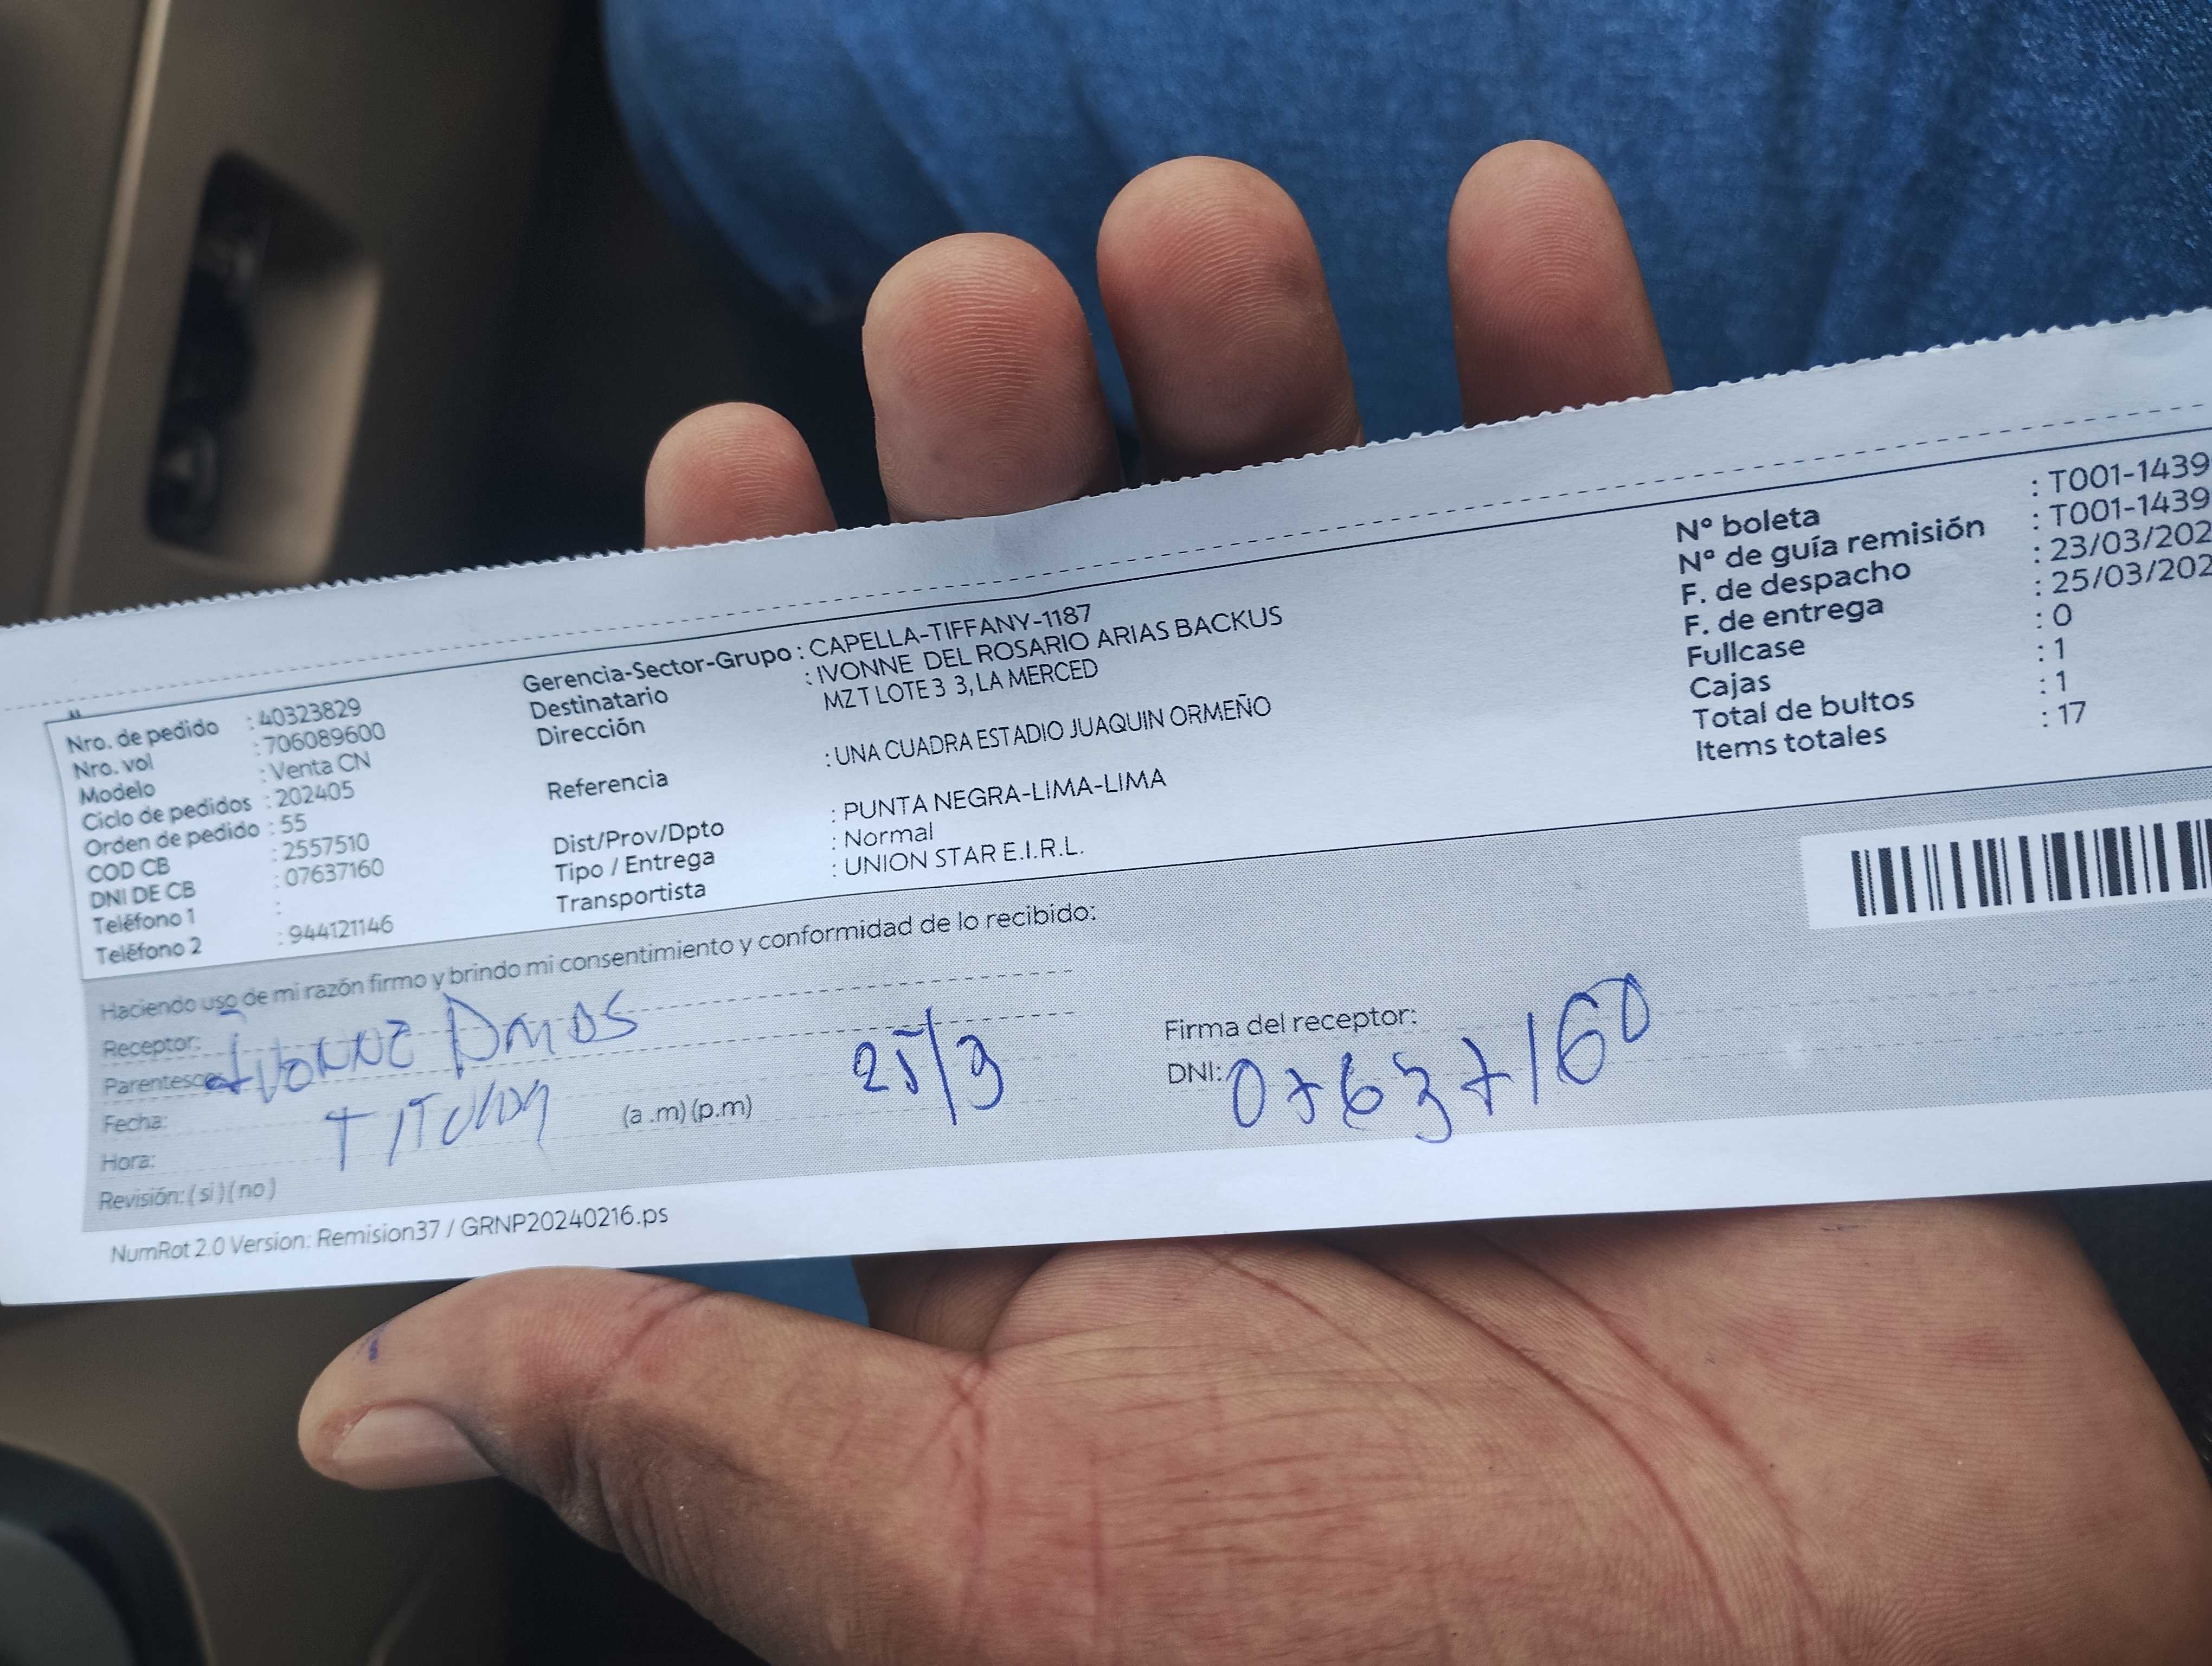 Nro. de pedido : 40323829
Nro. vol : 706089600
Modelo : Venta CN
Ciclo de pedidos : 202405
Orden de pedido : 55
COD CB : 2557510
DNI DE CB : 07637160
Teléfono 1 :
Teléfono 2 : 944121146
Gerencia-Sector-Grupo : CAPELLA-TIFFANY-1187
Destinatario : IVONNE DEL ROSARIO ARIAS BACKUS
Dirección MZ T LOTE 3 3, LA MERCED
Referencia : UNA CUADRA ESTADIO JUAQUIN ORMEÑO
Dist/Prov/Dpto : PUNTA NEGRA-LIMA-LIMA
Tipo / Entrega : Normal
Transportista : UNION STAR E.I.R.L.
N° boleta : T001-1439
N° de guía remisión : T001-1439
F. de despacho : 23/03/202
F. de entrega : 25/03/202
Fullcase : 0
Cajas : 1
Total de bultos : 1
Items totales : 17
Haciendo uso de mi razón firmo y brindo mi consentimiento y conformidad de lo recibido:
Receptor: Ivonne
Parentesco:
Fecha: 25/3
Hora: (a .m) (p.m)
Revisión: ( si ) ( no )
Firma del receptor:
DNI: 07637160
NumRot 2.0 Version: Remision37 / GRNP20240216.ps